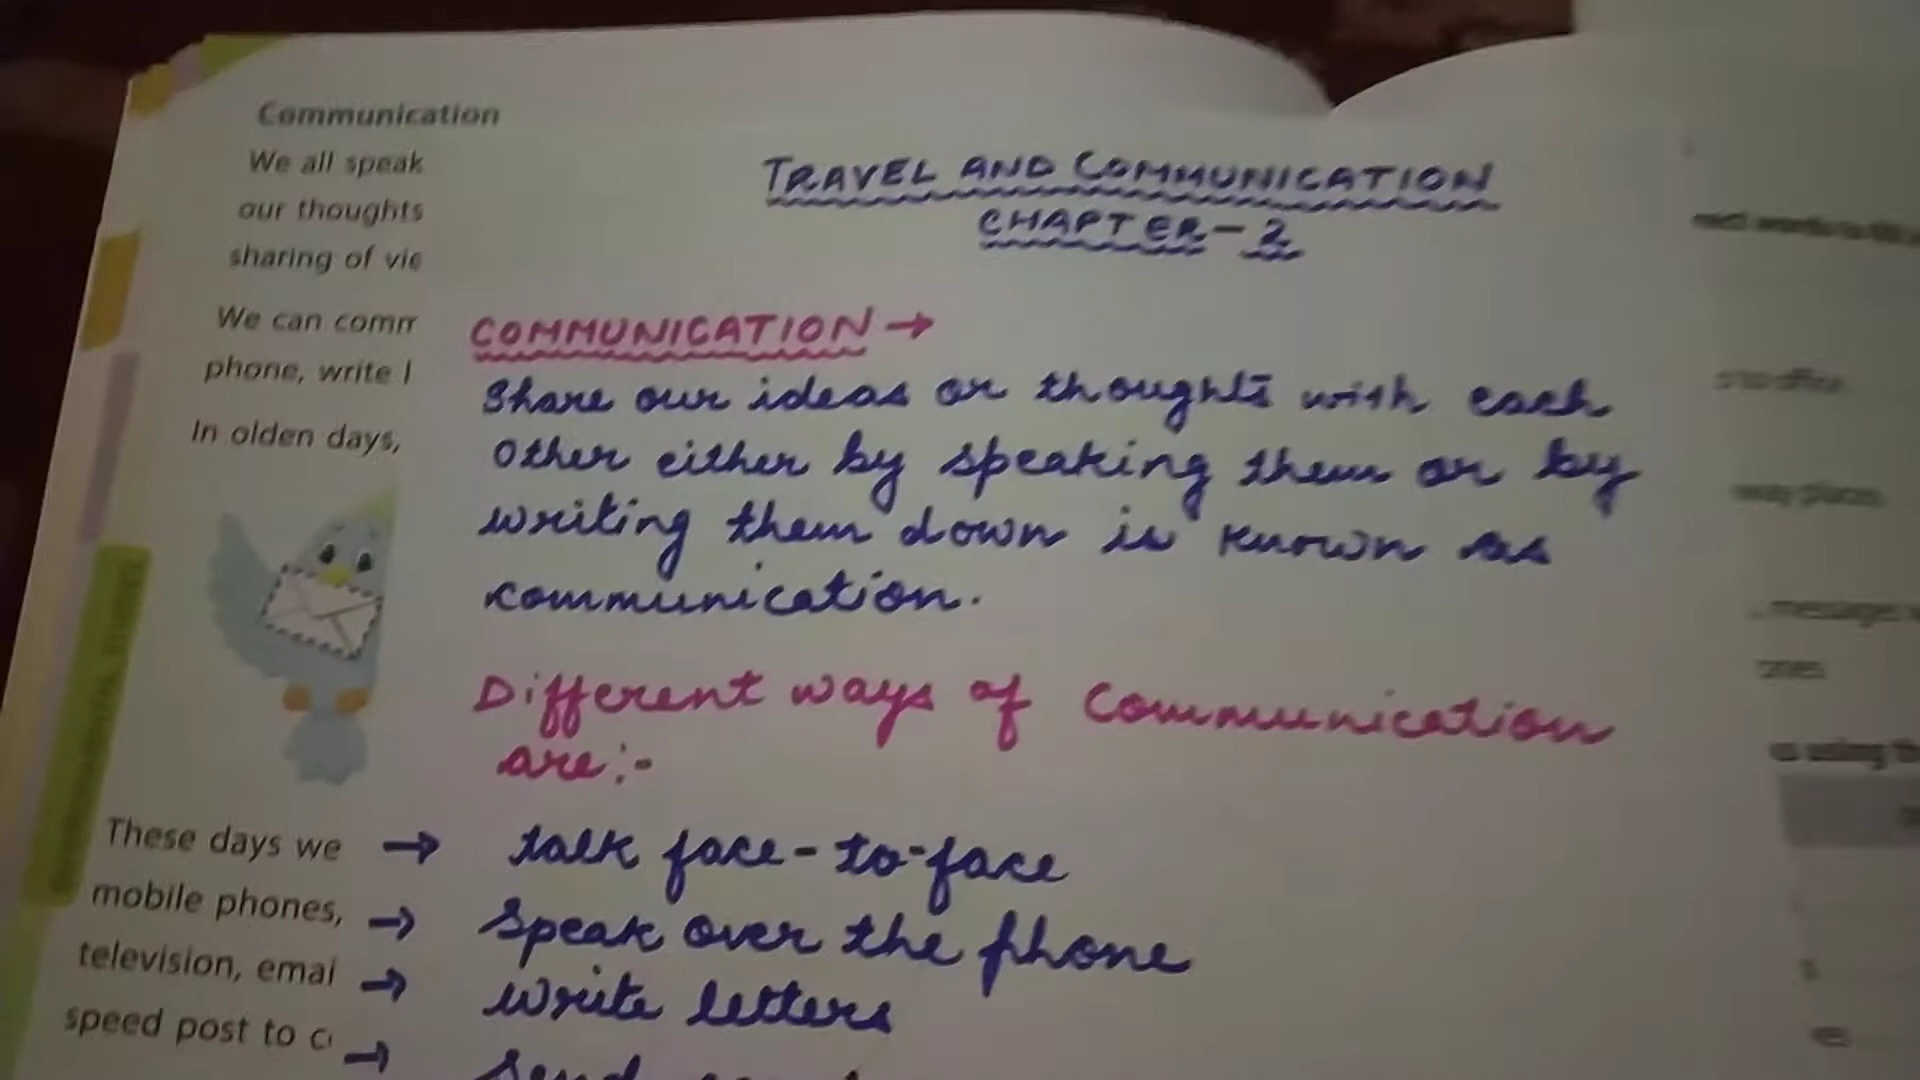 Communication
We all speak
our thoughts
sharing of vie
We can comm
phone, write l
In olden days,
These days we
mobile phones,
television, emai
speed post to c
TRAVEL AND COMMUNICATION
CHAPTER-2
COMMUNICATION →
Share our ideas or thoughts with each
other either by speaking them or by
writing them down is known as
communication.
Different ways of Communication
are:-
→ talk face-to-face
→ Speak over the phone
→ write letters
→ Send
messages
ones